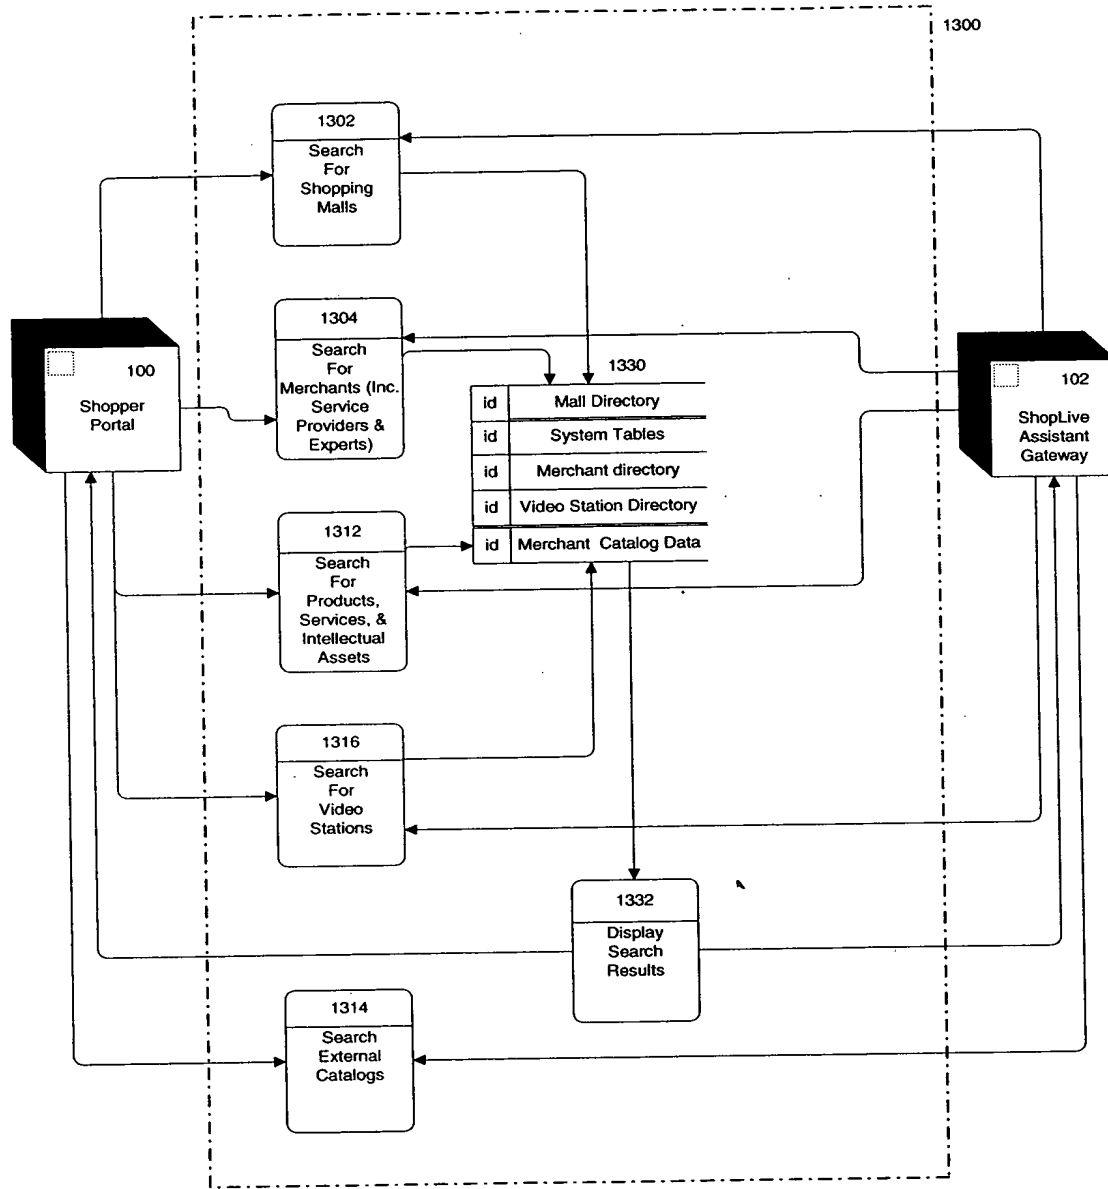 1300
1302
Search
For
Shopping
Malls
1304
Search
For
Merchants (Inc.
Service
Providers &
Experts)
100
Shopper
Portal
1330
id Mall Directory
id System Tables
id Merchant directory
id Video Station Directory
id Merchant Catalog Data
102
ShopLive
Assistant
Gateway
1312
Search
For
Products,
Services, &
Intellectual
Assets
1316
Search
For
Video
Stations
1332
Display
Search
Results
1314
Search
External
Catalogs